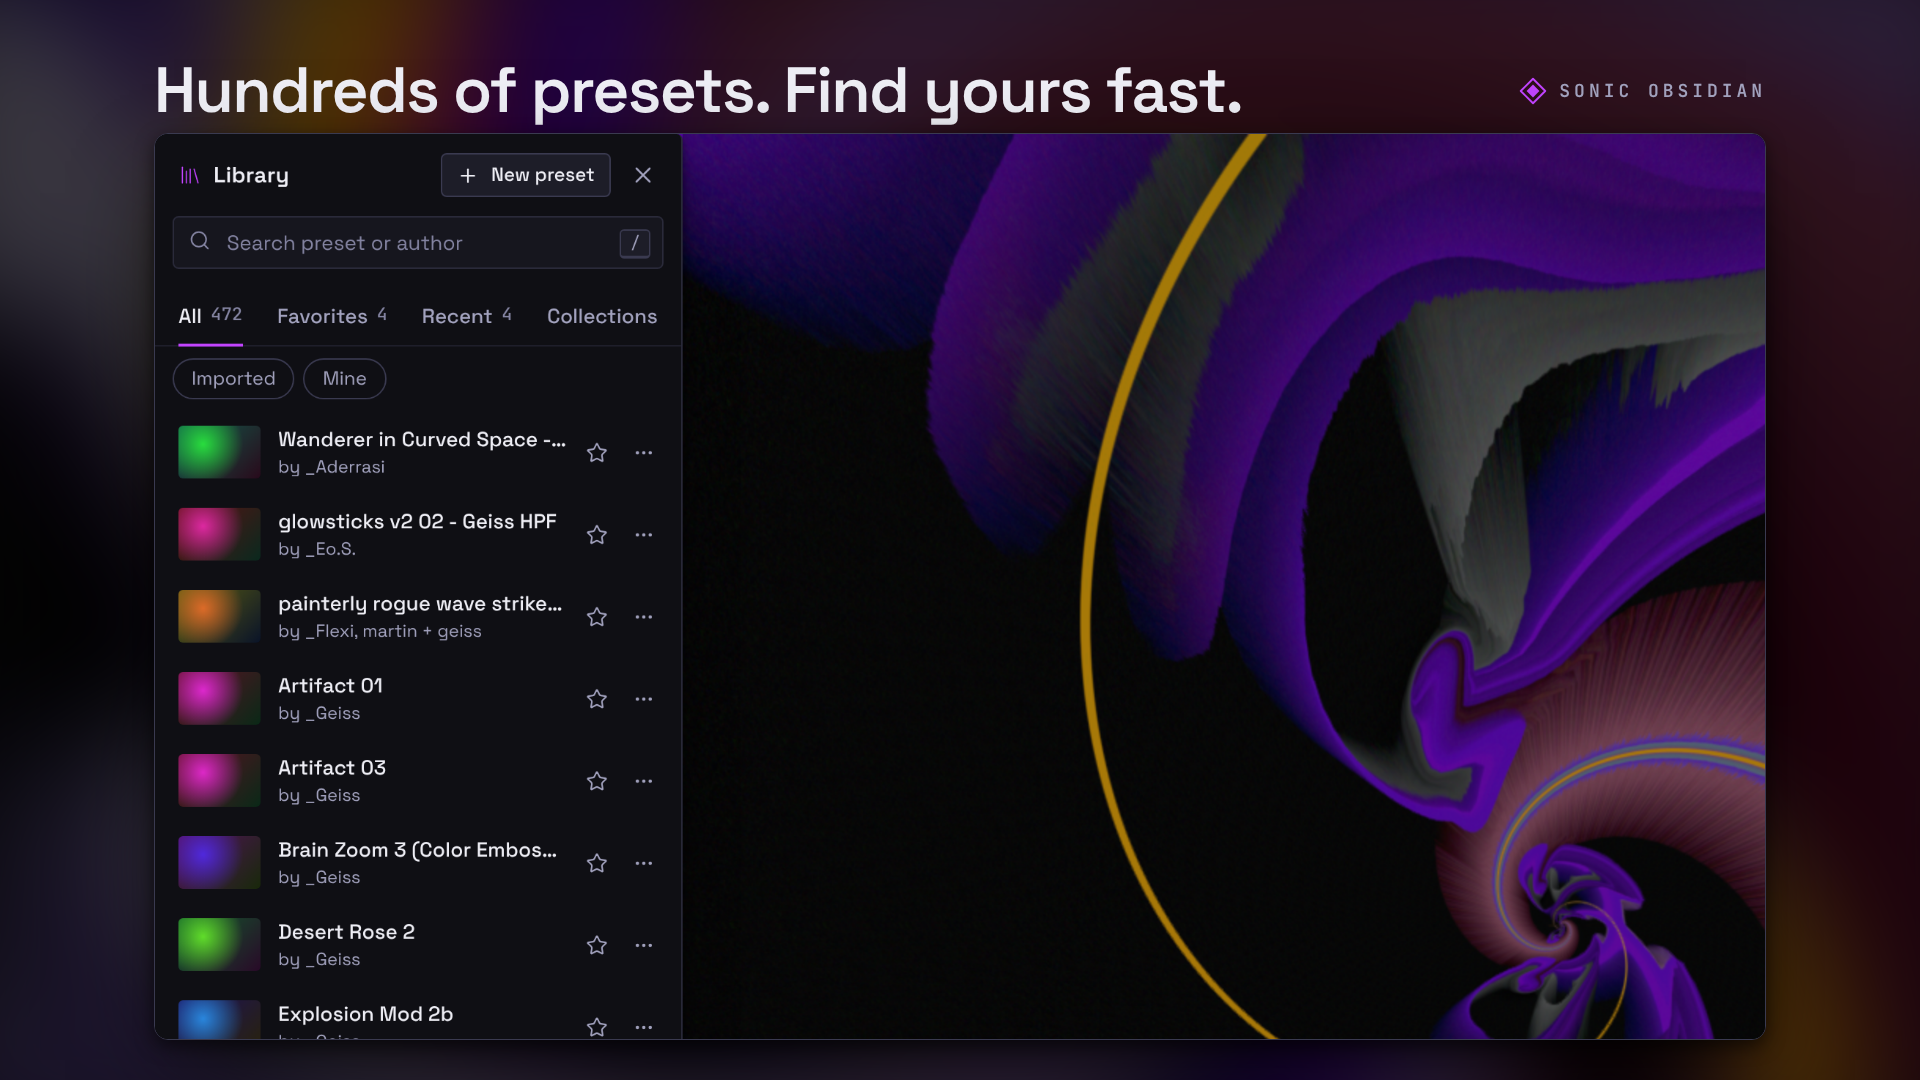 Hundreds of presets. Find yours fast.
SONIC OBSIDIAN
Library
+ New preset
Search preset or author
/
All 472
Favorites 4
Recent 4
Collections
Imported
Mine
Wanderer in Curved Space -...
by _Aderrasi
glowsticks v2 02 - Geiss HPF
by _Eo.S.
painterly rogue wave strike...
by _Flexi, martin + geiss
Artifact 01
by _Geiss
Artifact 03
by _Geiss
Brain Zoom 3 (Color Embos...
by _Geiss
Desert Rose 2
by _Geiss
Explosion Mod 2b